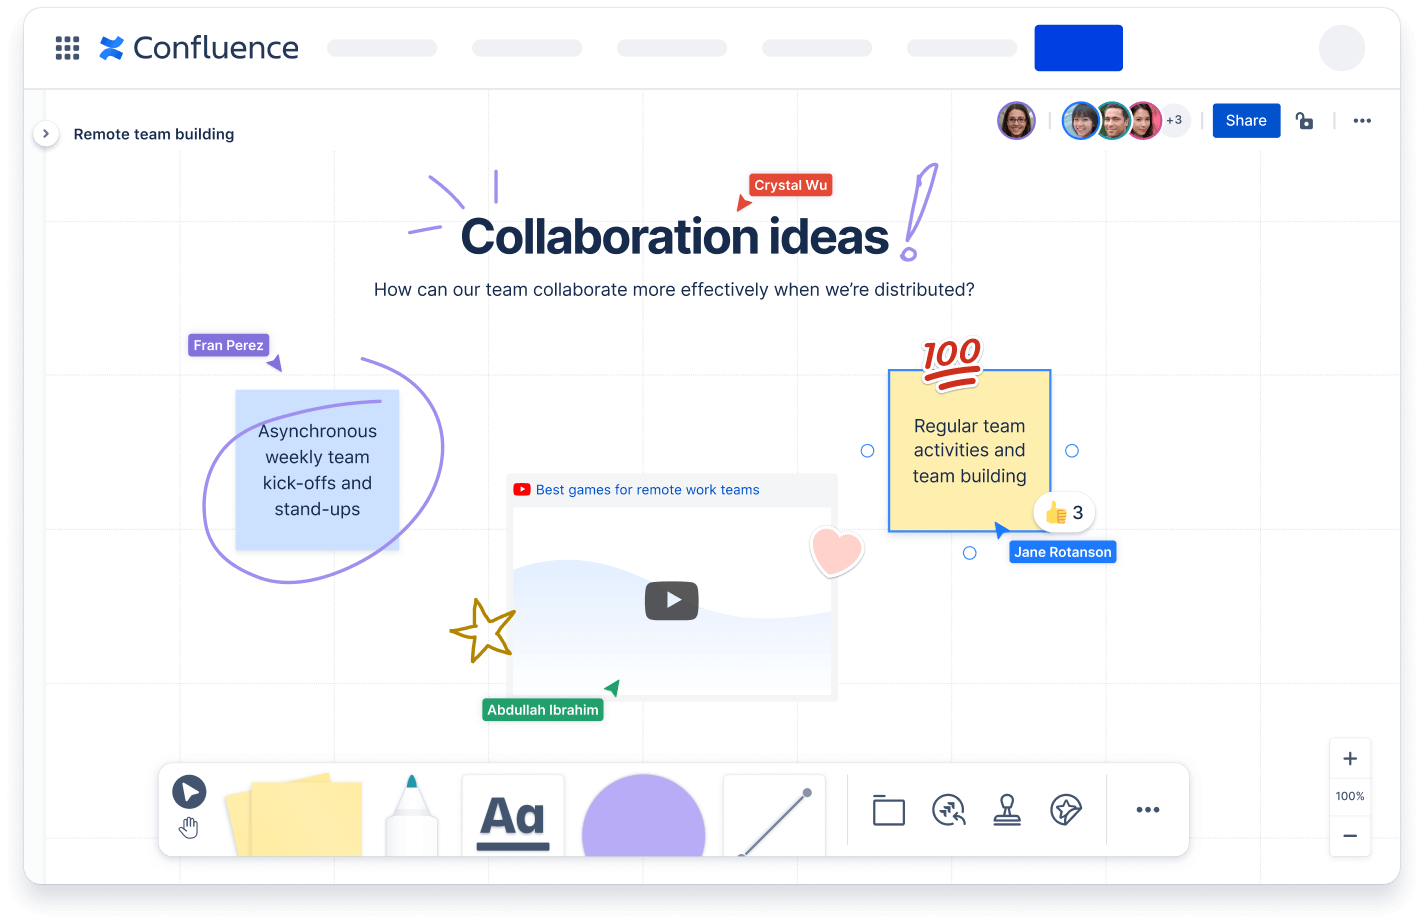 Confluence
Remote team building
+3
Share
Crystal Wu
Collaboration ideas
How can our team collaborate more effectively when we’re distributed?
Fran Perez
Asynchronous
weekly team
kick-offs and
stand-ups
100
Regular team
activities and
team building
3
Jane Rotanson
Best games for remote work teams
Abdullah Ibrahim
Aa
100%